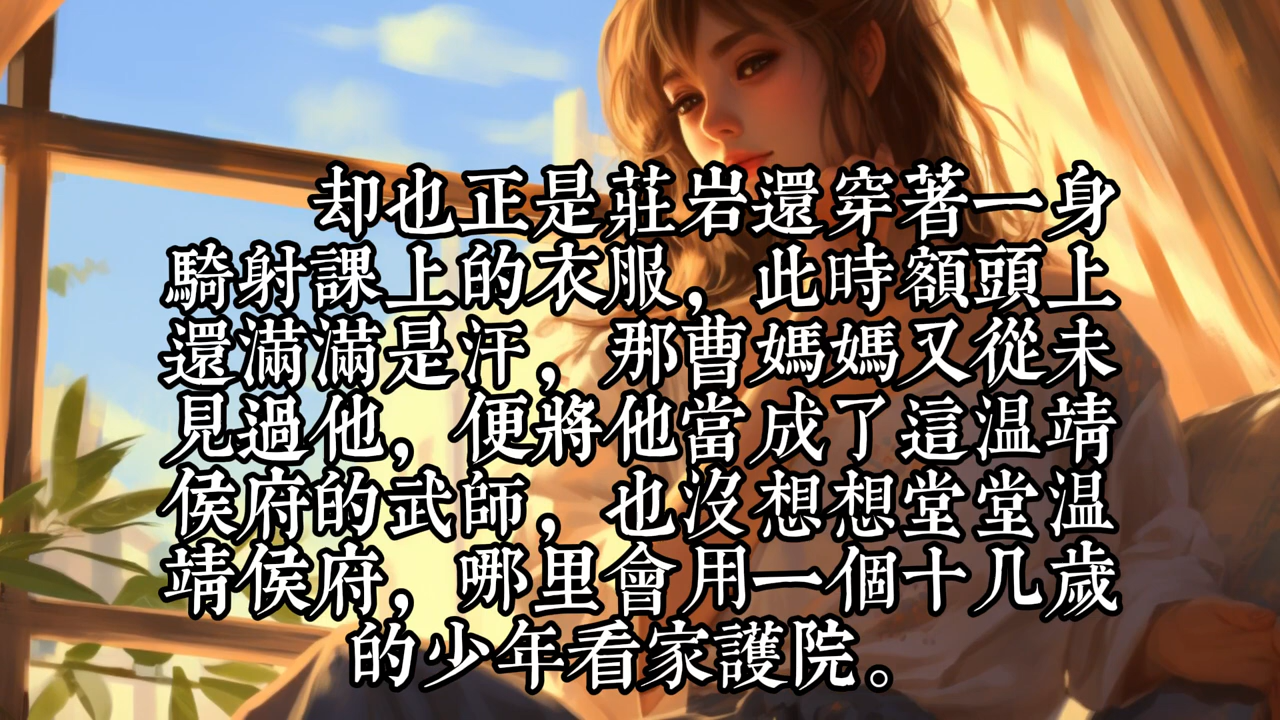 却也正是莊岩還穿著一身
騎射課上的衣服，此時額頭上
還滿滿是汗，那曹媽媽又從未
見過他，便將他當成了這温靖
侯府的武師，也沒想想堂堂温
靖侯府，哪里會用一個十几歲
的少年看家護院。